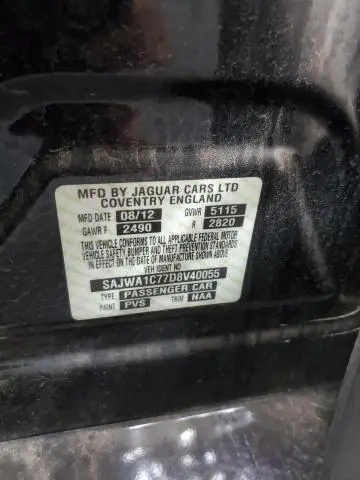 MFD BY JAGUAR CARS LTD
COVENTRY ENGLAND
MFD DATE 08/12 GVWR 5115
GAWR F 2490 R 2820
THIS VEHICLE CONFORMS TO ALL APPLICABLE FEDERAL MOTOR
VEHICLE SAFETY BUMPER AND THEFT PREVENTION STANDARDS
IN EFFECT ON THE DATE OF MANUFACTURE SHOWN ABOVE
VEH IDENT NO
SAJWA1C77D8V40055
TYPE PASSENGER CAR
PAINT PVS TRIM NAA